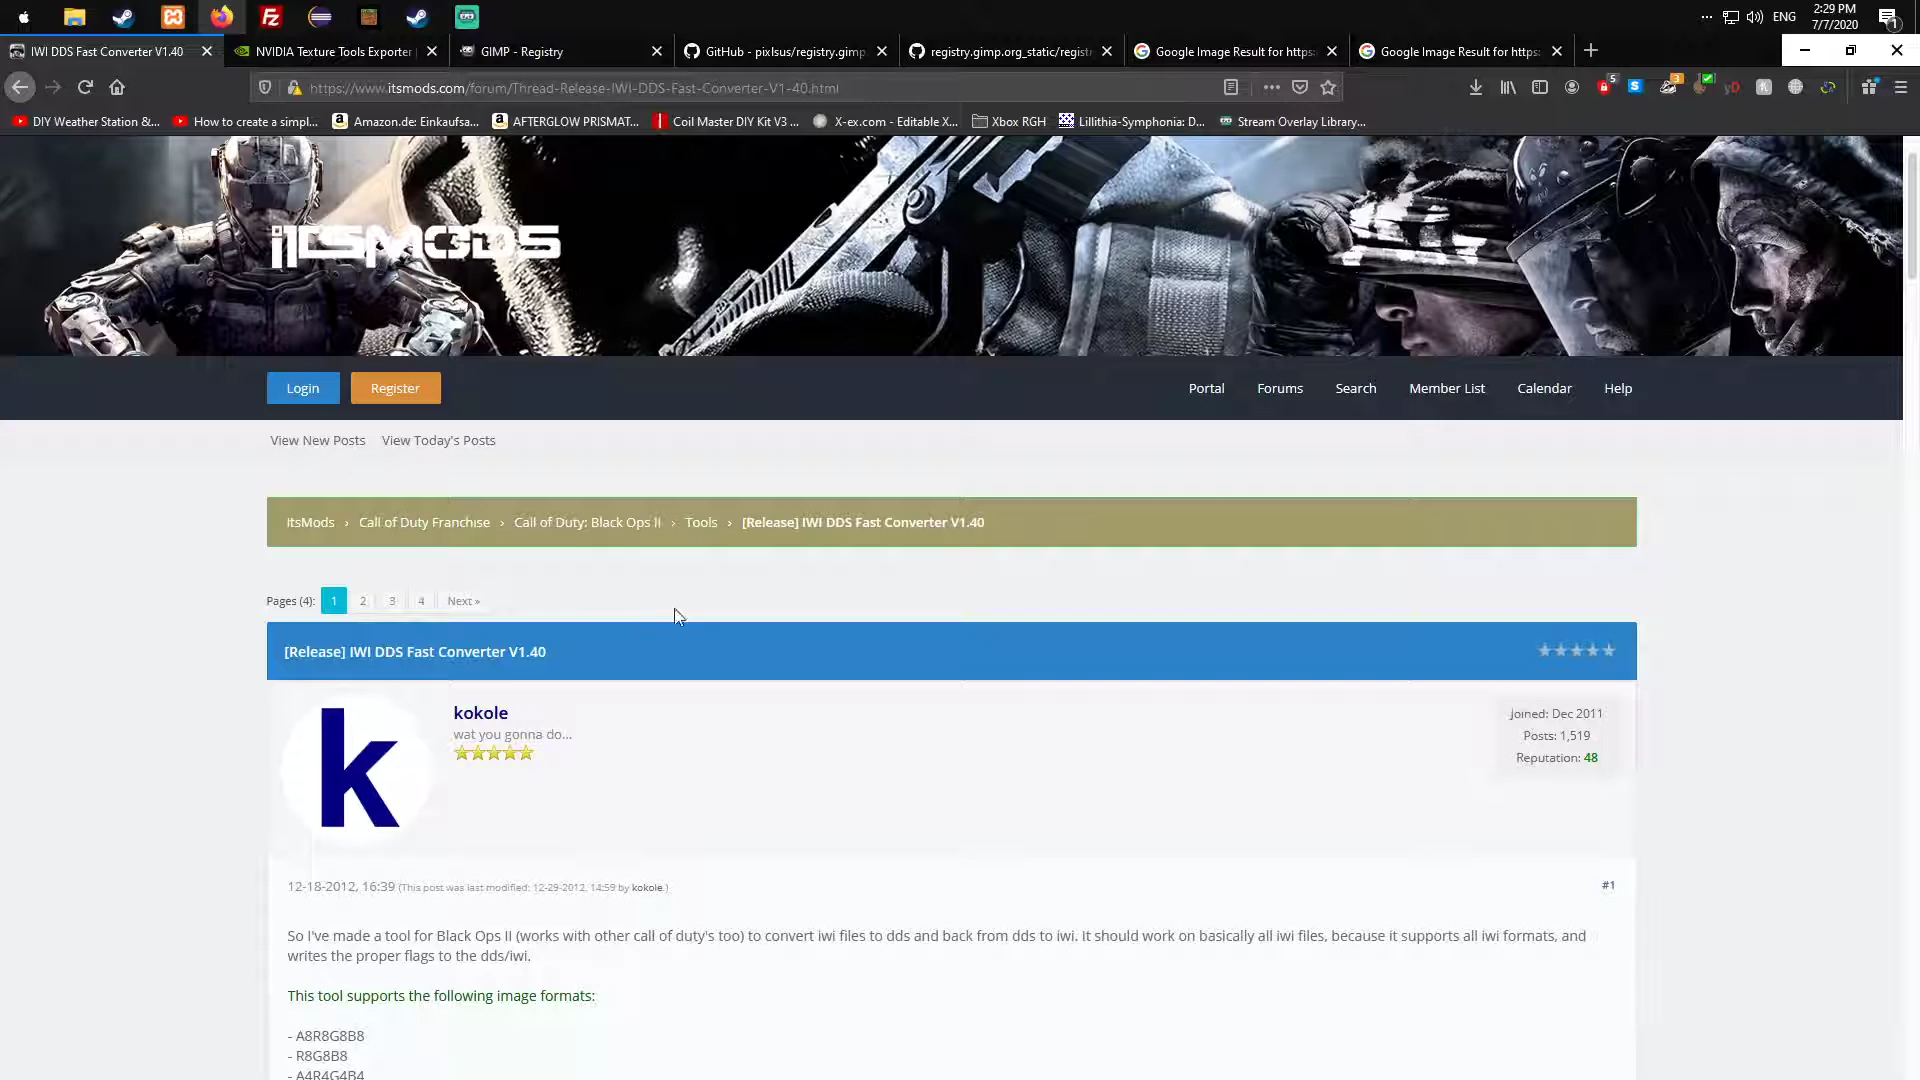 ENG
2:29 PM
7/7/2020
1
IWI DDS Fast Converter V1.40
NVIDIA Texture Tools Exporter
GIMP - Registry
GitHub - pixlsus/registry.gimp
registry.gimp.org_static/registr
Google Image Result for https:
Google Image Result for https:
https://www.itsmods.com/forum/Thread-Release-IWI-DDS-Fast-Converter-V1-40.html
5
3
DIY Weather Station &...
How to create a simpl...
Amazon.de: Einkaufsa...
AFTERGLOW PRISMAT...
Coil Master DIY Kit V3 ...
X-ex.com - Editable X...
Xbox RGH
Lillithia-Symphonia: D...
Stream Overlay Library...
iTSMODS
Login
Register
Portal
Forums
Search
Member List
Calendar
Help
View New Posts
View Today's Posts
ItsMods › Call of Duty Franchise › Call of Duty: Black Ops II › Tools › [Release] IWI DDS Fast Converter V1.40
Pages (4): 1 2 3 4 Next »
[Release] IWI DDS Fast Converter V1.40
k
kokole
wat you gonna do...
Joined: Dec 2011
Posts: 1,519
Reputation: 48
12-18-2012, 16:39 (This post was last modified: 12-29-2012, 14:59 by kokole.)
#1
So I've made a tool for Black Ops II (works with other call of duty's too) to convert iwi files to dds and back from dds to iwi. It should work on basically all iwi files, because it supports all iwi formats, and
writes the proper flags to the dds/iwi.
This tool supports the following image formats:
- A8R8G8B8
- R8G8B8
- A4R4G4B4